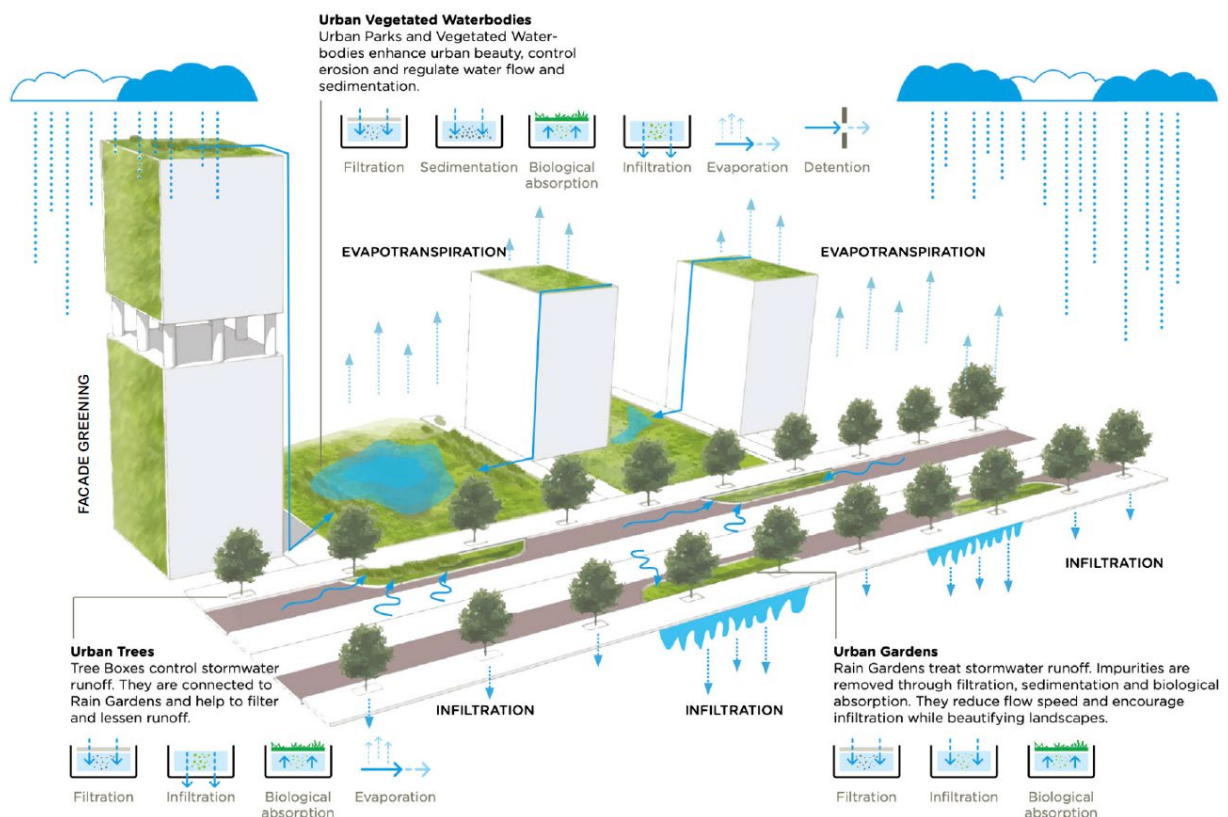 Urban Vegetated Waterbodies
Urban Parks and Vegetated Water-
bodies enhance urban beauty, control
erosion and regulate water flow and
sedimentation.
Filtration
Sedimentation
Biological
absorption
Infiltration
Evaporation
Detention
EVAPOTRANSPIRATION
EVAPOTRANSPIRATION
FACADE GREENING
INFILTRATION
INFILTRATION
INFILTRATION
Urban Trees
Tree Boxes control stormwater
runoff. They are connected to
Rain Gardens and help to filter
and lessen runoff.
Filtration
Infiltration
Biological
absorption
Evaporation
Urban Gardens
Rain Gardens treat stormwater runoff. Impurities are
removed through filtration, sedimentation and biological
absorption. They reduce flow speed and encourage
infiltration while beautifying landscapes.
Filtration
Infiltration
Biological
absorption